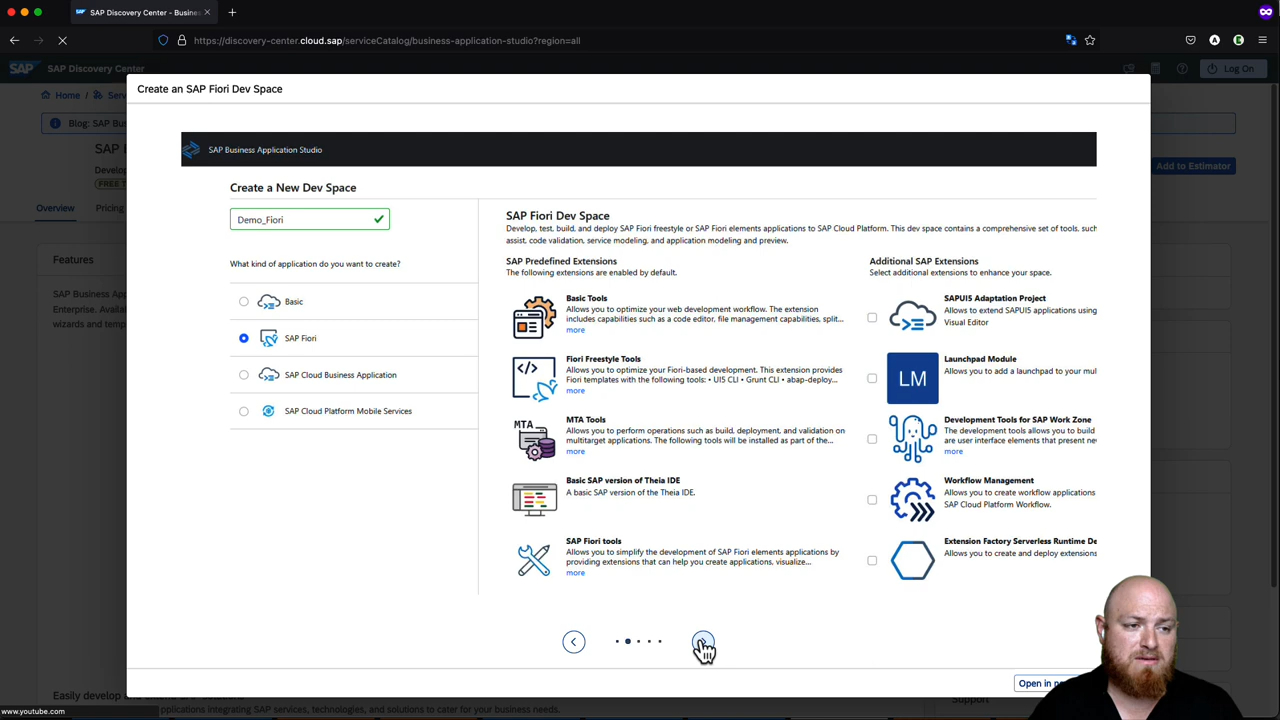 SAP Discovery Center - Busine
https://discovery-center.cloud.sap/serviceCatalog/business-application-studio?region=all
SAP
SAP Discovery Center
Log On
Home /
Serv
Blog: SAP Bu
SAP B
Develop
FREE T
Add to Estimator
Overview
Pricing
Features
SAP Business App
Enterprise. Availa
wizards and temp
Create an SAP Fiori Dev Space
SAP Business Application Studio
Create a New Dev Space
Demo_Fiori
What kind of application do you want to create?
Basic
SAP Fiori
SAP Cloud Business Application
SAP Cloud Platform Mobile Services
SAP Fiori Dev Space
Develop, test, build, and deploy SAP Fiori freestyle or SAP Fiori elements applications to SAP Cloud Platform. This dev space contains a comprehensive set of tools, such
assist, code validation, service modeling, and application modeling and preview.
SAP Predefined Extensions
The following extensions are enabled by default.
Basic Tools
Allows you to optimize your web development workflow. The extension
includes capabilities such as a code editor, file management capabilities, split...
more
Fiori Freestyle Tools
Allows you to optimize your Fiori-based development. This extension provides
Fiori templates with the following tools: • UI5 CLI • Grunt CLI • abap-deploy...
more
MTA
MTA Tools
Allows you to perform operations such as build, deployment, and validation on
multitarget applications. The following tools will be installed as part of the...
more
Basic SAP version of Theia IDE
A basic SAP version of the Theia IDE.
SAP Fiori tools
Allows you to simplify the development of SAP Fiori elements applications by
providing extensions that can help you create applications, visualize...
more
Additional SAP Extensions
Select additional extensions to enhance your space.
SAPUI5 Adaptation Project
Allows to extend SAPUI5 applications using
Visual Editor
LM
Launchpad Module
Allows you to add a launchpad to your mul
Development Tools for SAP Work Zone
The development tools allows you to build
are user interface elements that present ne
more
Workflow Management
Allows you to create workflow applications
SAP Cloud Platform Workflow.
Extension Factory Serverless Runtime De
Allows you to create and deploy extensions
Open in n
Easily develop and
applications integrating SAP services, technologies, and solutions to cater for your business needs.
Support
www.youtube.com